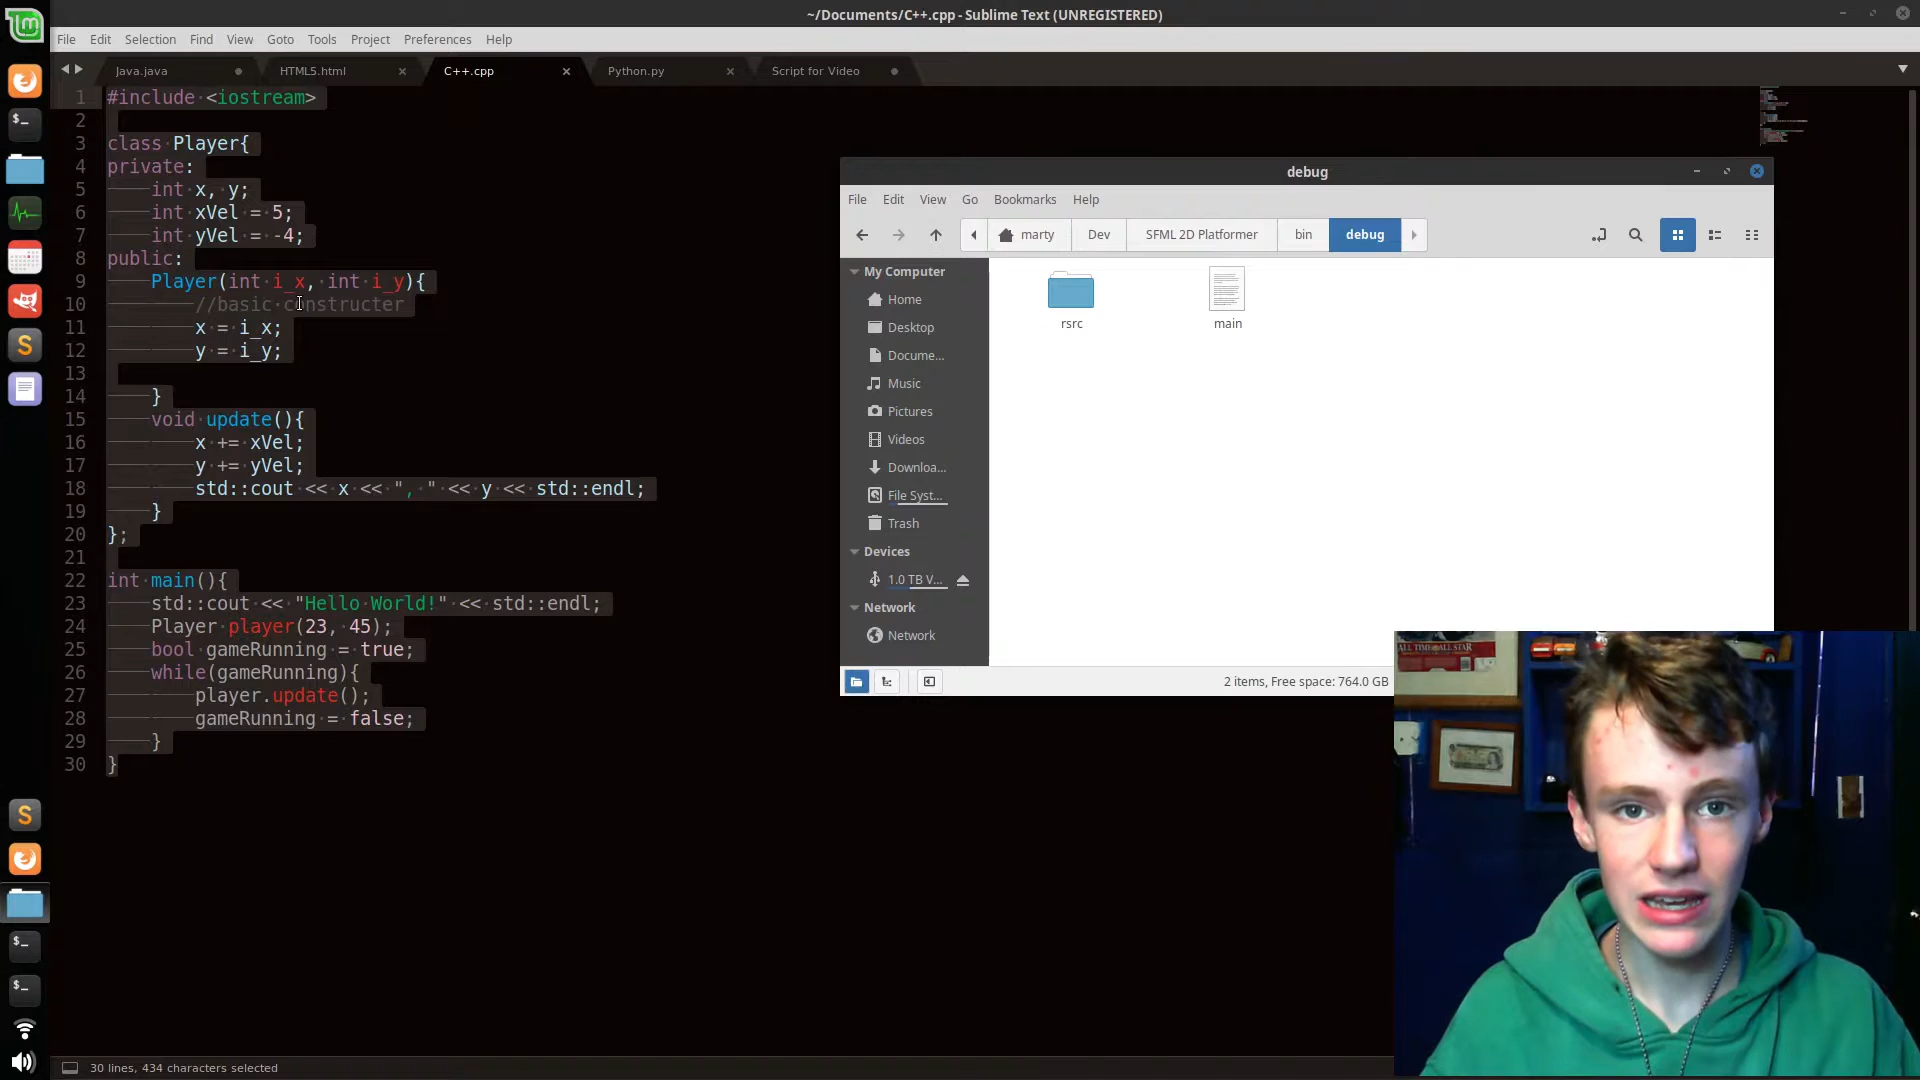 ~/Documents/C++.cpp - Sublime Text (UNREGISTERED)
File Edit Selection Find View Goto Tools Project Preferences Help
Java.java HTML5.html C++.cpp Python.py Script for Video
1 #include <iostream>
2
3 class Player{
4 private:
5 int x, y;
6 int xVel = 5;
7 int yVel = -4;
8 public:
9 Player(int i_x, int i_y){
10 //basic constructer
11 x = i_x;
12 y = i_y;
13
14 }
15 void update(){
16 x += xVel;
17 y += yVel;
18 std::cout << x << ", " << y << std::endl;
19 }
20 };
21
22 int main(){
23 std::cout << "Hello World!" << std::endl;
24 Player player(23, 45);
25 bool gameRunning = true;
26 while(gameRunning){
27 player.update();
28 gameRunning = false;
29 }
30 }
30 lines, 434 characters selected
debug
File Edit View Go Bookmarks Help
marty Dev SFML 2D Platformer bin debug
My Computer
Home
Desktop
Docume...
Music
Pictures
Videos
Downloa...
File Syst...
Trash
Devices
1.0 TB V...
Network
Network
rsrc main
2 items, Free space: 764.0 GB
ALL TIME ALL STAR